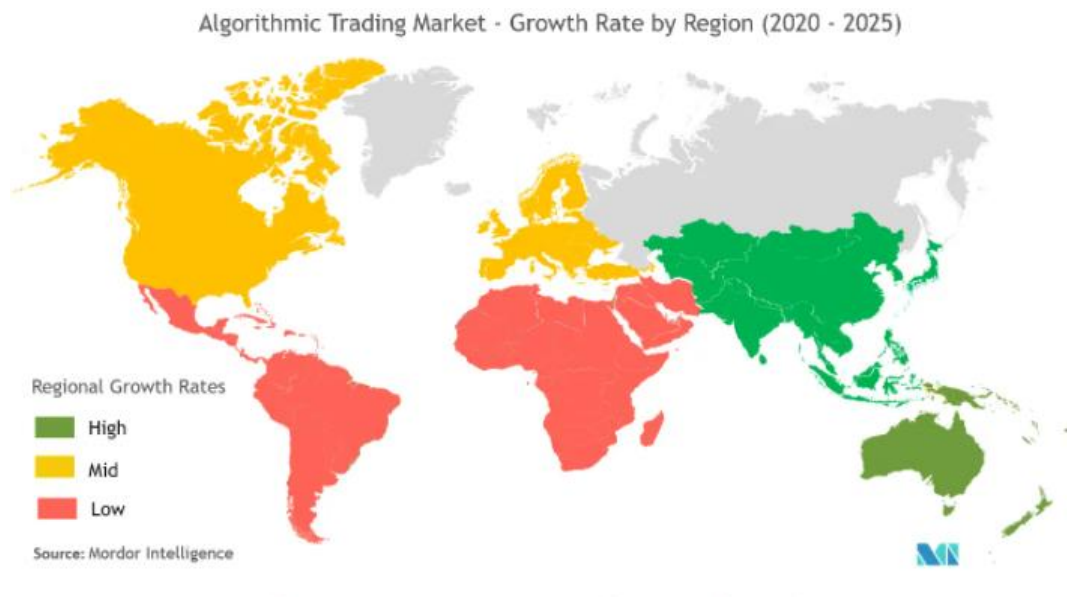 Algorithmic Trading Market - Growth Rate by Region (2020 - 2025)
Regional Growth Rates
High
Mid
Low
Source: Mordor Intelligence